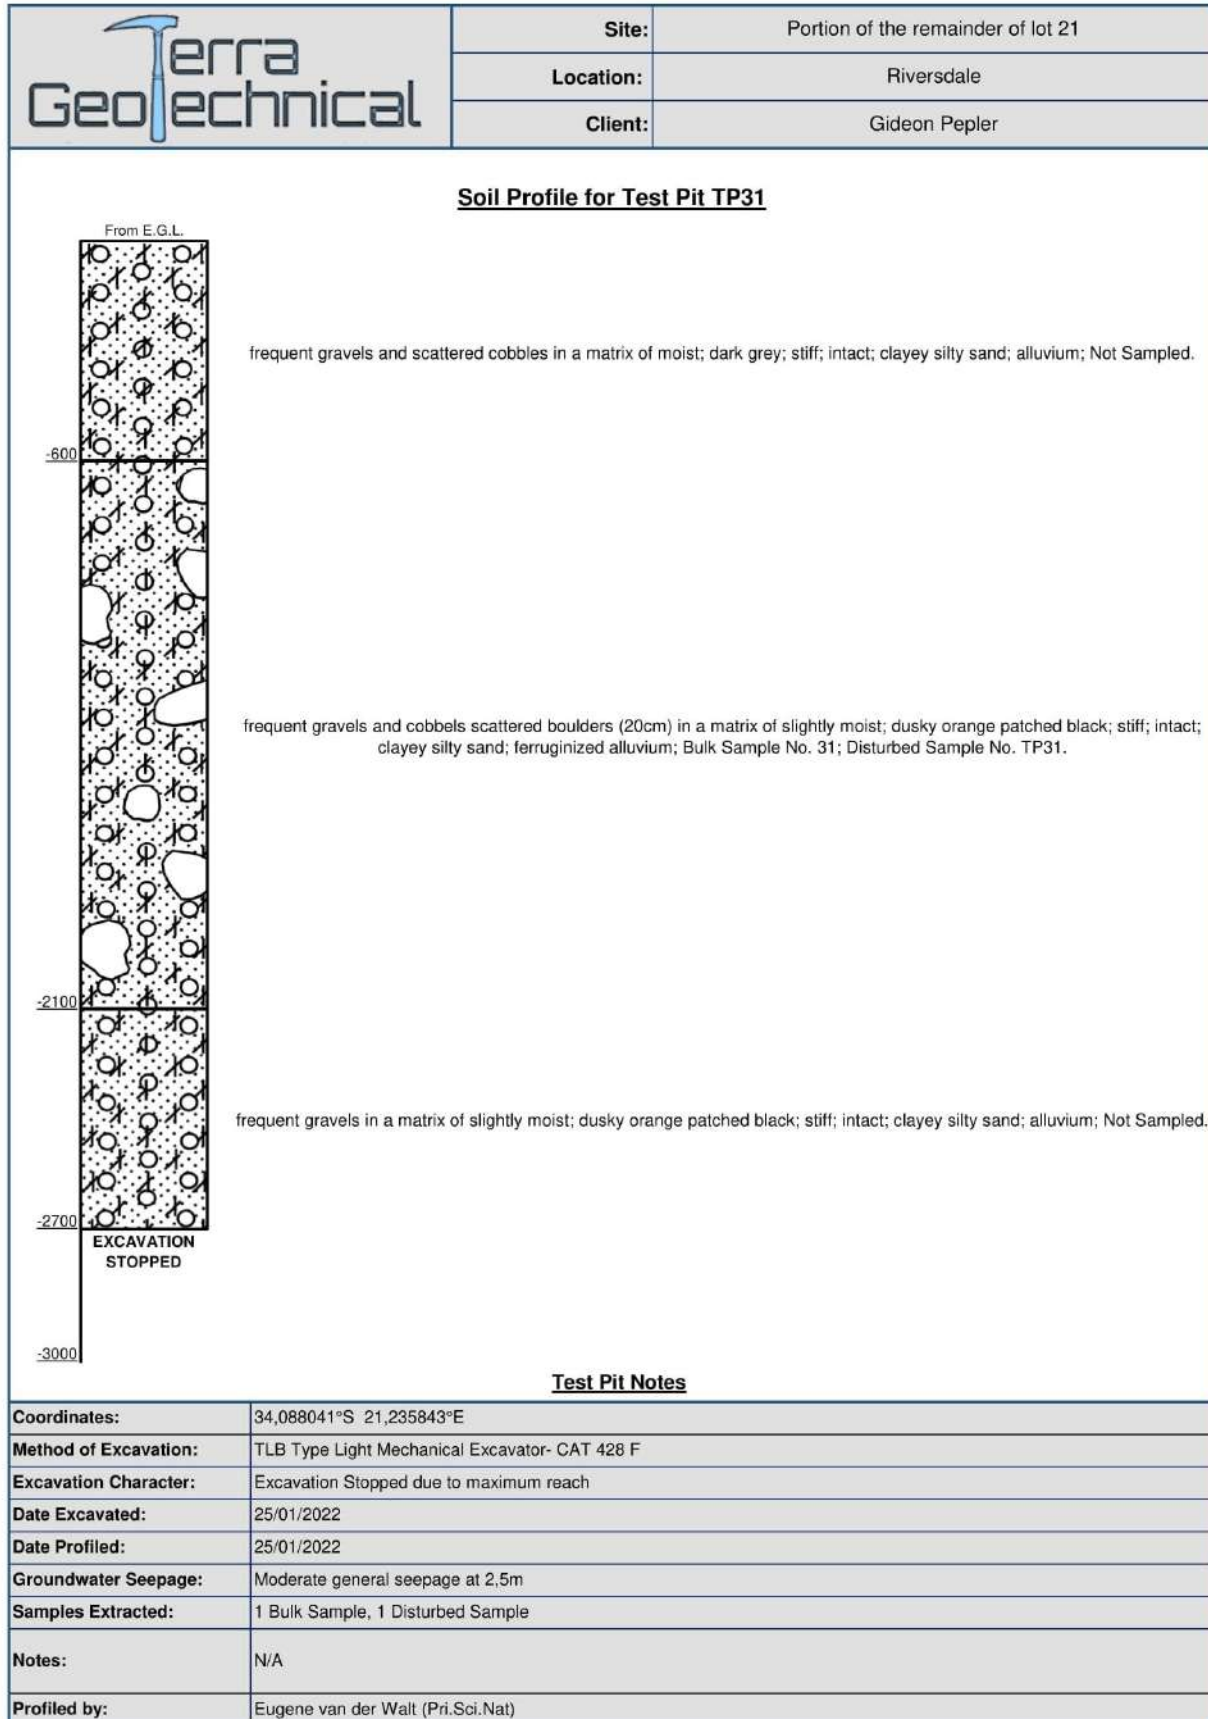 Terra
GeoTechnical
Site: Portion of the remainder of lot 21
Location: Riversdale
Client: Gideon Pepler
Soil Profile for Test Pit TP31
From E.G.L.
frequent gravels and scattered cobbles in a matrix of moist; dark grey; stiff; intact; clayey silty sand; alluvium; Not Sampled.
-600
frequent gravels and cobbels scattered boulders (20cm) in a matrix of slightly moist; dusky orange patched black; stiff; intact;
clayey silty sand; ferruginized alluvium; Bulk Sample No. 31; Disturbed Sample No. TP31.
-2100
frequent gravels in a matrix of slightly moist; dusky orange patched black; stiff; intact; clayey silty sand; alluvium; Not Sampled.
-2700
EXCAVATION
STOPPED
-3000
Test Pit Notes
Coordinates: 34,088041°S 21,235843°E
Method of Excavation: TLB Type Light Mechanical Excavator- CAT 428 F
Excavation Character: Excavation Stopped due to maximum reach
Date Excavated: 25/01/2022
Date Profiled: 25/01/2022
Groundwater Seepage: Moderate general seepage at 2,5m
Samples Extracted: 1 Bulk Sample, 1 Disturbed Sample
Notes: N/A
Profiled by: Eugene van der Walt (Pri.Sci.Nat)